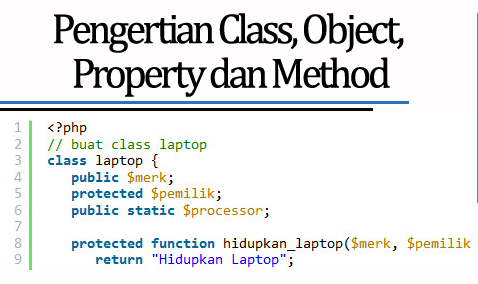 Pengertian Class, Object,
Property dan Method
1 <?php
2 // buat class laptop
3 class laptop {
4 public $merk;
5 protected $pemilik;
6 public static $processor;
7
8 protected function hidupkan_laptop($merk, $pemilik
9 return "Hidupkan Laptop";